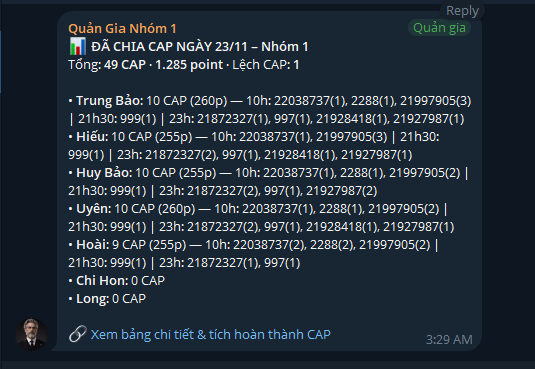 Reply
Quản Gia Nhóm 1
Quản gia
📊 ĐÃ CHIA CAP NGÀY 23/11 – Nhóm 1
Tổng: 49 CAP · 1.285 point · Lệch CAP: 1
• Trung Bảo: 10 CAP (260p) — 10h: 22038737(1), 2288(1), 21997905(3)
| 21h30: 999(1) | 23h: 21872327(1), 997(1), 21928418(1), 21927987(1)
• Hiếu: 10 CAP (255p) — 10h: 22038737(1), 21997905(3) | 21h30:
999(1) | 23h: 21872327(2), 997(1), 21928418(1), 21927987(1)
• Huy Bảo: 10 CAP (255p) — 10h: 22038737(1), 2288(1), 21997905(2) |
21h30: 999(1) | 23h: 21872327(2), 997(1), 21927987(2)
• Uyên: 10 CAP (260p) — 10h: 22038737(1), 2288(1), 21997905(2) |
21h30: 999(1) | 23h: 21872327(2), 997(1), 21928418(1), 21927987(1)
• Hoài: 9 CAP (255p) — 10h: 22038737(2), 2288(2), 21997905(2) |
21h30: 999(1) | 23h: 21872327(1), 997(1)
• Chi Hon: 0 CAP
• Long: 0 CAP
🔗 Xem bảng chi tiết & tích hoàn thành CAP
3:29 AM